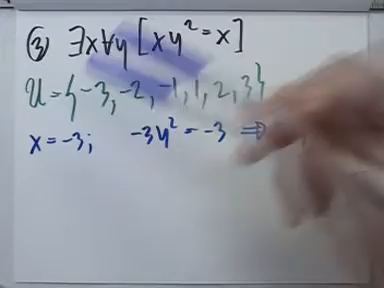 ③ ∃x∀y [xy² = x]
U = {-3, -2, -1, 1, 2, 3}
x = -3; -3y² = -3 ⇒